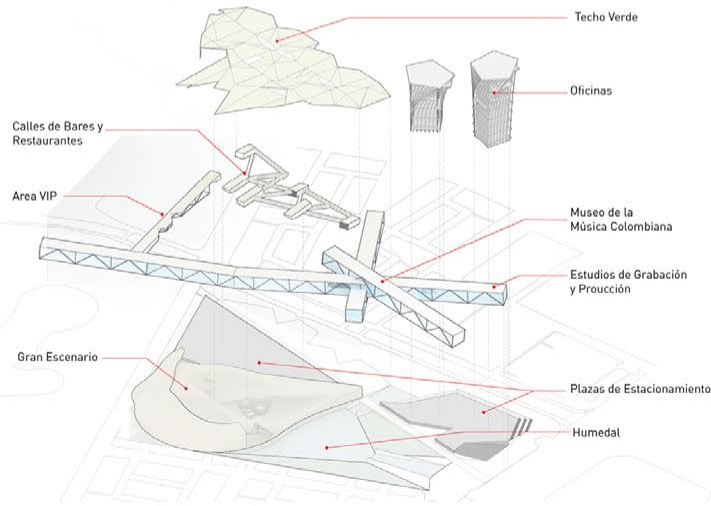 Techo Verde
Oficinas
Calles de Bares y
Restaurantes
Area VIP
Museo de la
Música Colombiana
Estudios de Grabación
y Proucción
Gran Escenario
Plazas de Estacionamiento
Humedal